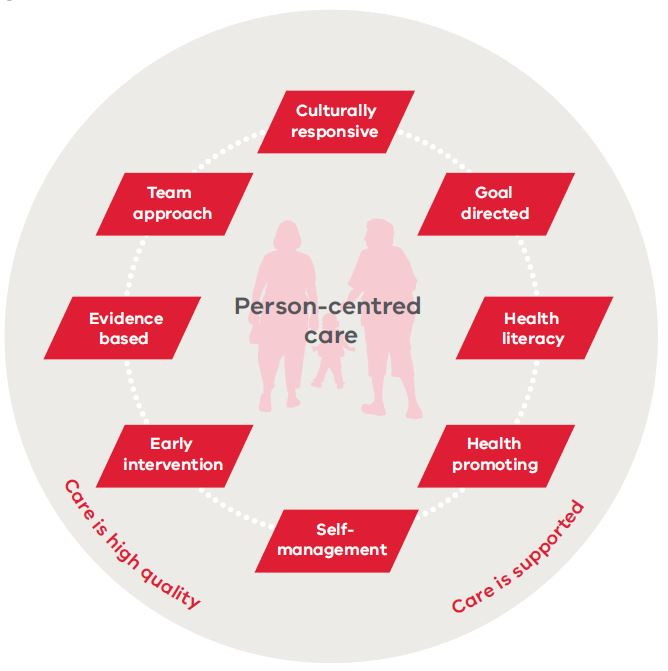 Culturally
responsive
Team
approach
Goal
directed
Person-centred
care
Evidence
based
Health
literacy
Early
intervention
Health
promoting
Self-
management
Care is high quality
Care is supported